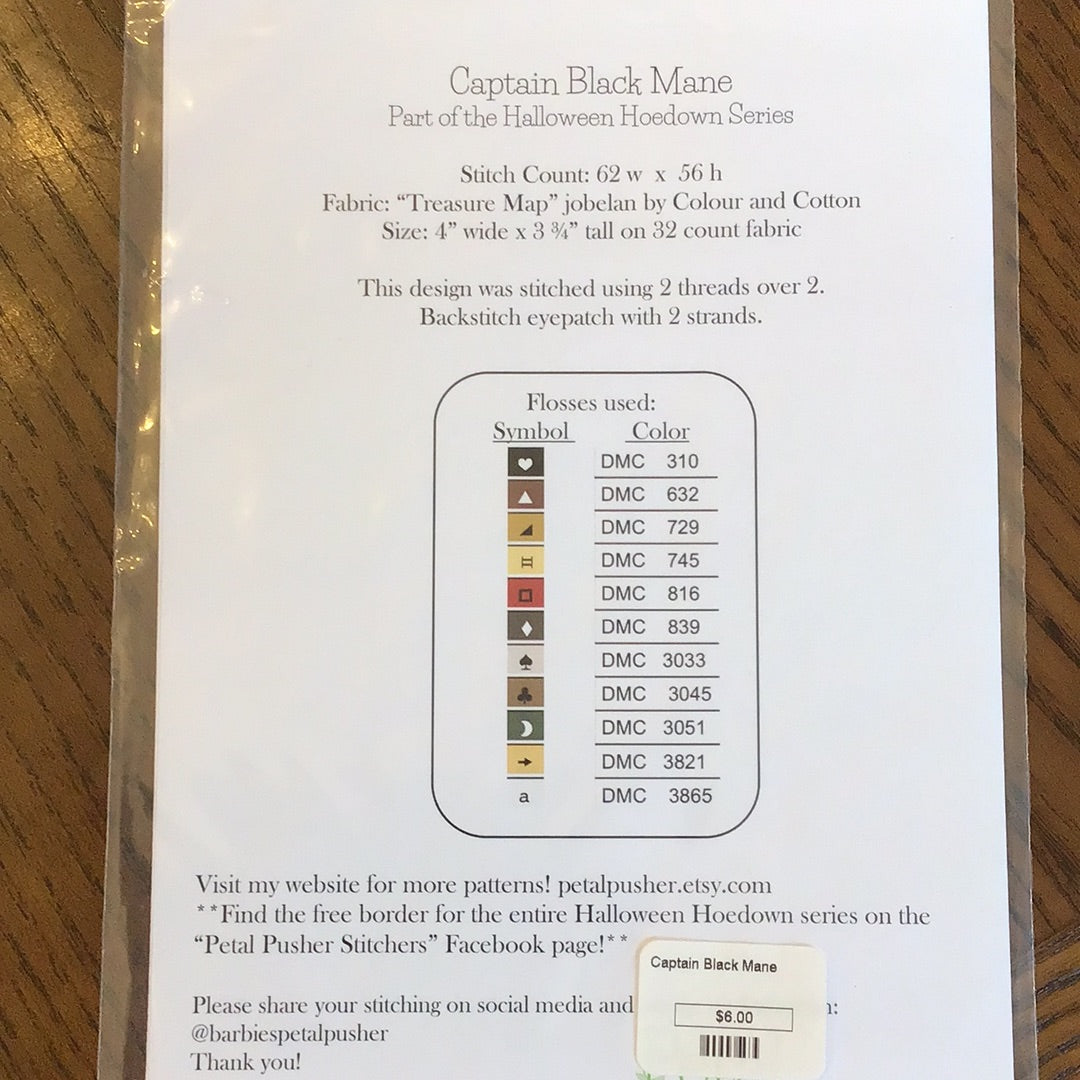 Captain Black Mane
Part of the Halloween Hoedown Series
Stitch Count: 62 w x 56 h
Fabric: “Treasure Map” jobelan by Colour and Cotton
Size: 4” wide x 3 ¾” tall on 32 count fabric
This design was stitched using 2 threads over 2.
Backstitch eyepatch with 2 strands.
Flosses used:
Symbol Color
DMC 310
DMC 632
DMC 729
DMC 745
DMC 816
DMC 839
DMC 3033
DMC 3045
DMC 3051
DMC 3821
a DMC 3865
Visit my website for more patterns! petalpusher.etsy.com
**Find the free border for the entire Halloween Hoedown series on the
“Petal Pusher Stitchers” Facebook page!**
Captain Black Mane
Please share your stitching on social media and
$6.00
@barbiespetalpusher
Thank you!